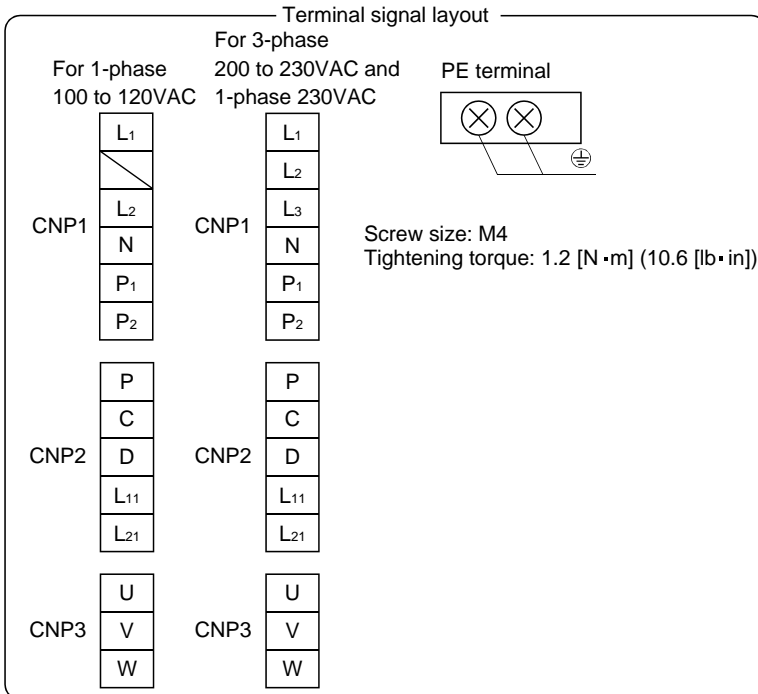 Terminal signal layout
For 1-phase
100 to 120VAC
For 3-phase
200 to 230VAC and
1-phase 230VAC
PE terminal
CNP1
L1
L2
N
P1
P2
CNP1
L1
L2
L3
N
P1
P2
Screw size: M4
Tightening torque: 1.2 [N·m] (10.6 [lb·in])
CNP2
P
C
D
L11
L21
CNP2
P
C
D
L11
L21
CNP3
U
V
W
CNP3
U
V
W